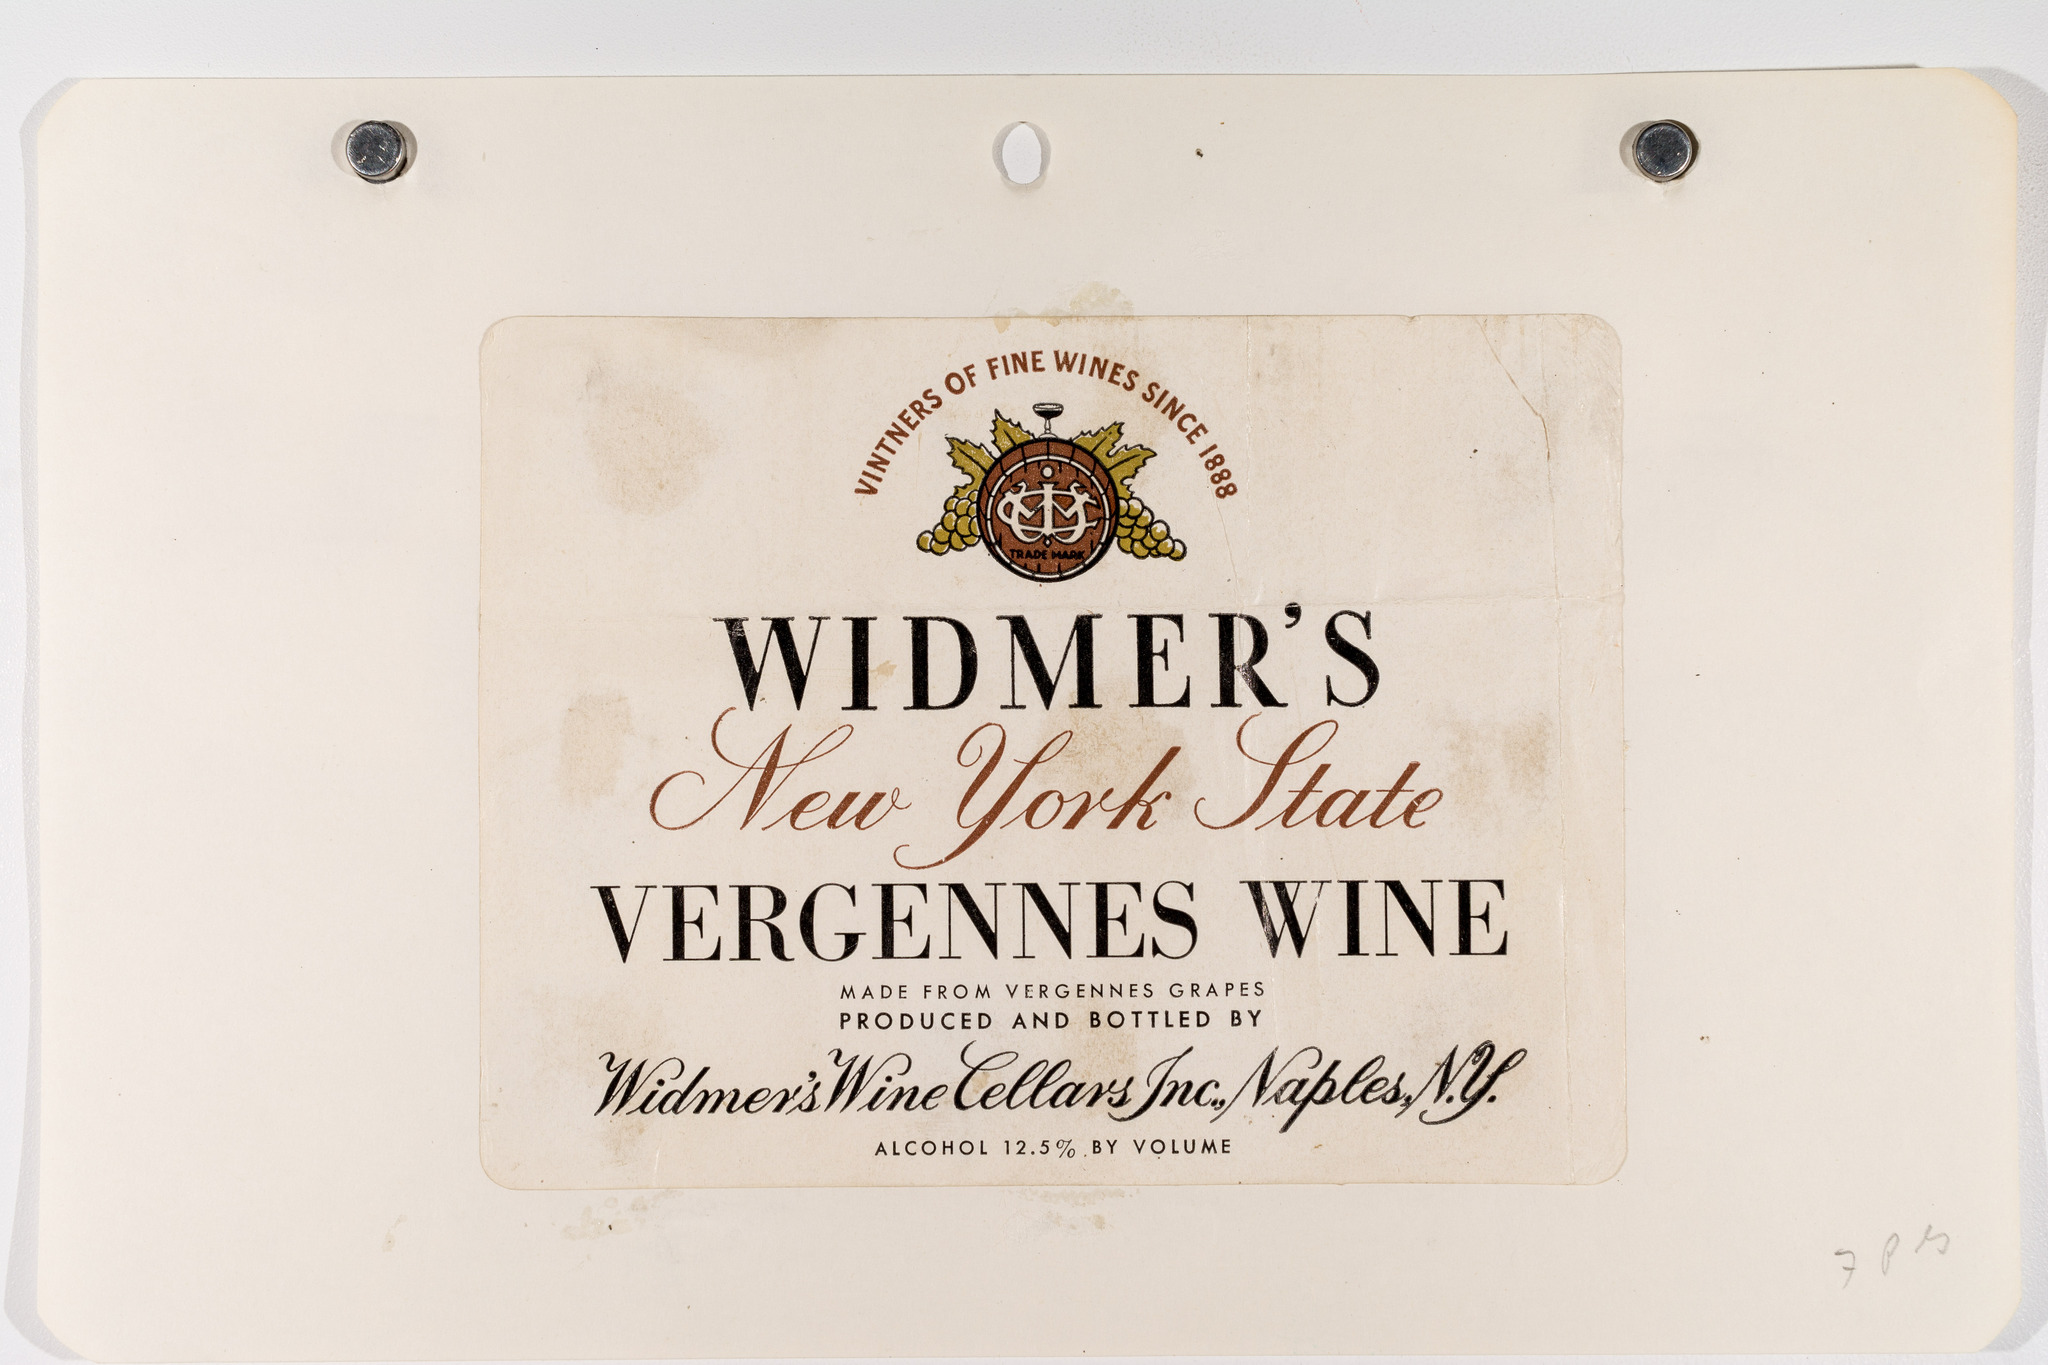 VINTNERS OF FINE WINES SINCE 1888
TRADE MARK
WIDMER'S
New York State
VERGENNES WINE
MADE FROM VERGENNES GRAPES
PRODUCED AND BOTTLED BY
Widmer's Wine Cellars Inc., Naples, N.Y.
ALCOHOL 12.5% BY VOLUME